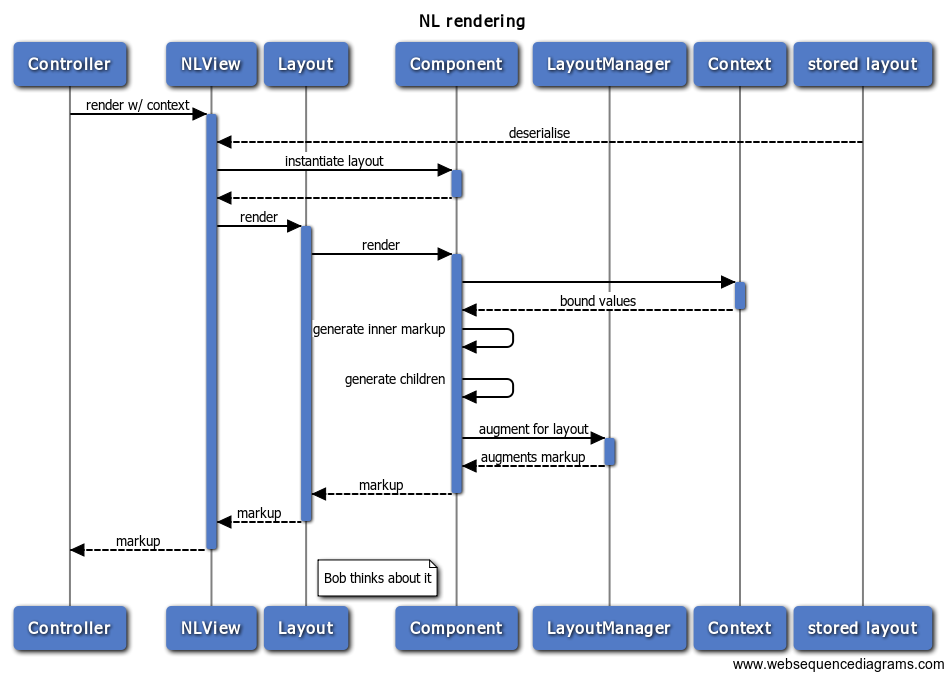 NL rendering
Controller
NLView
Layout
Component
LayoutManager
Context
stored layout
render w/ context
deserialise
instantiate layout
render
render
bound values
generate inner markup
generate children
augment for layout
augments markup
markup
markup
markup
Bob thinks about it
Controller
NLView
Layout
Component
LayoutManager
Context
stored layout
www.websequencediagrams.com